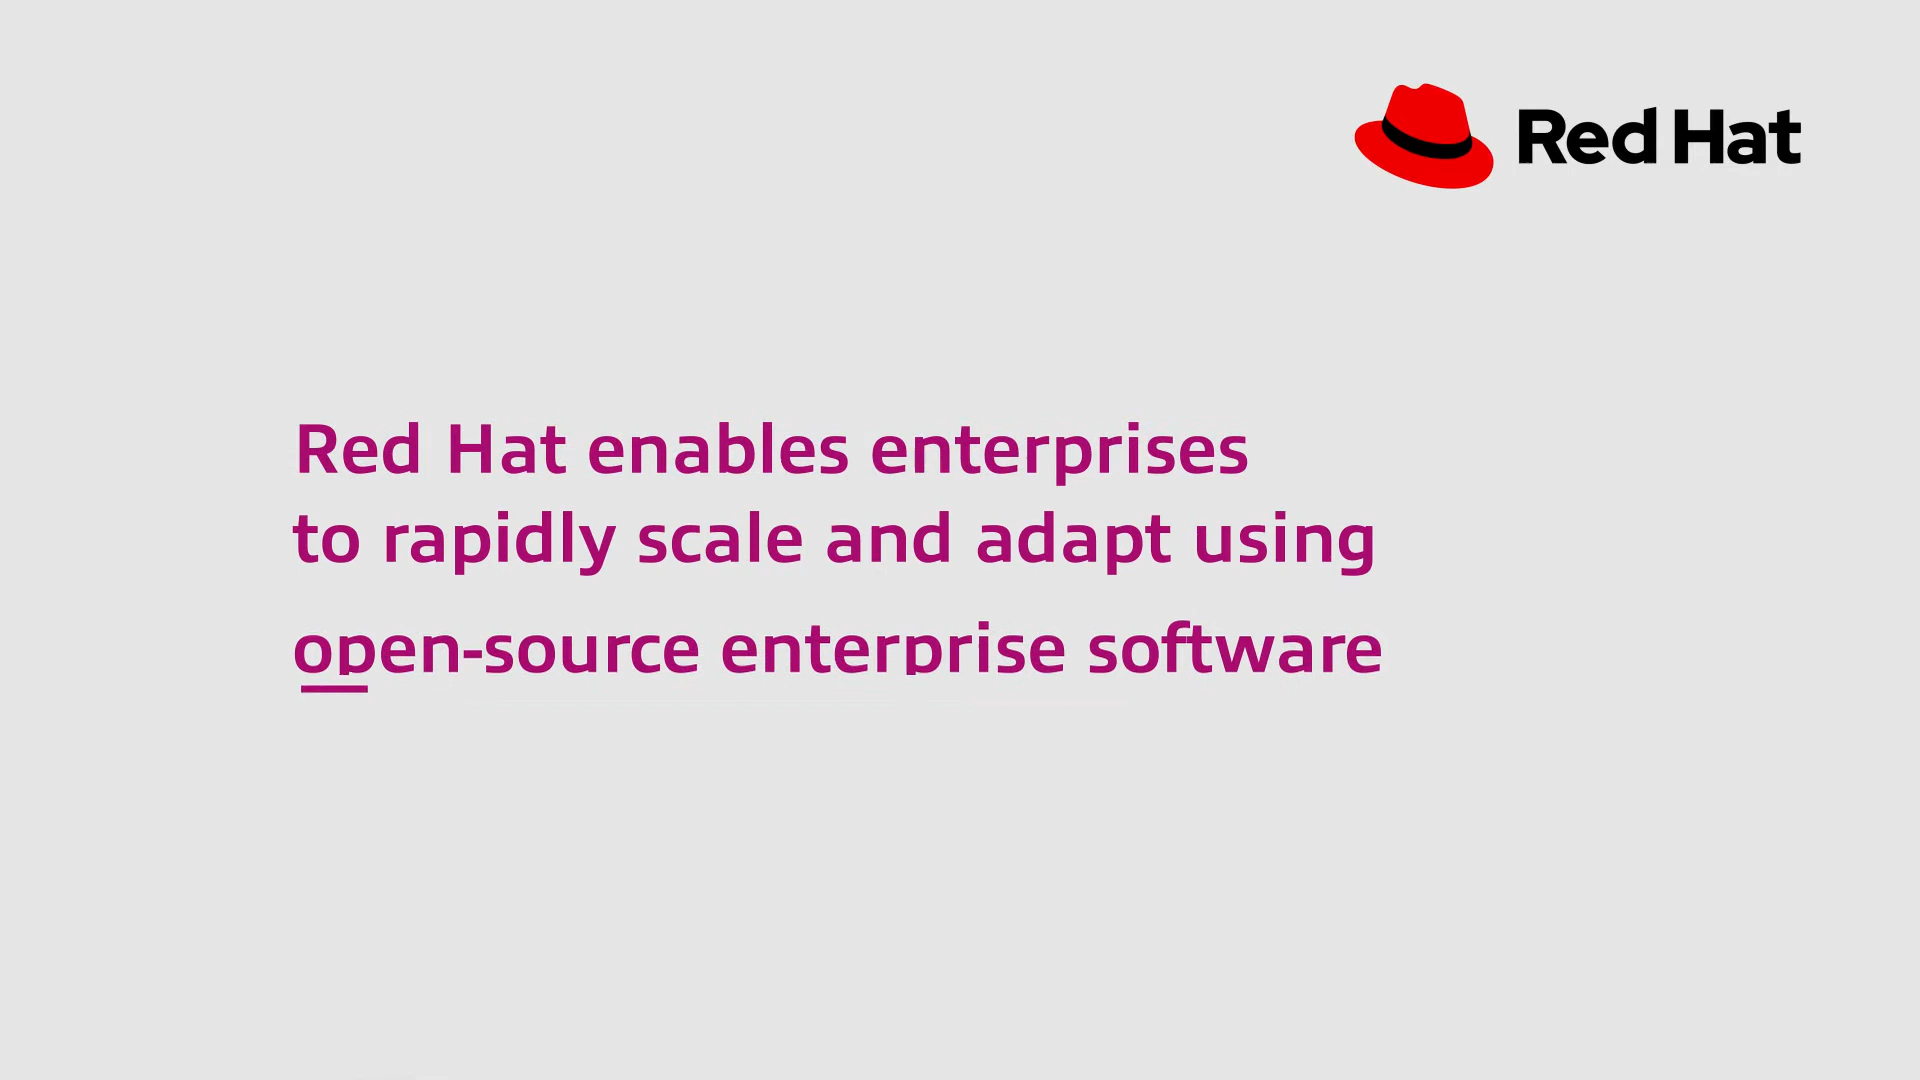 Red Hat
Red Hat enables enterprises
to rapidly scale and adapt using
open-source enterprise software